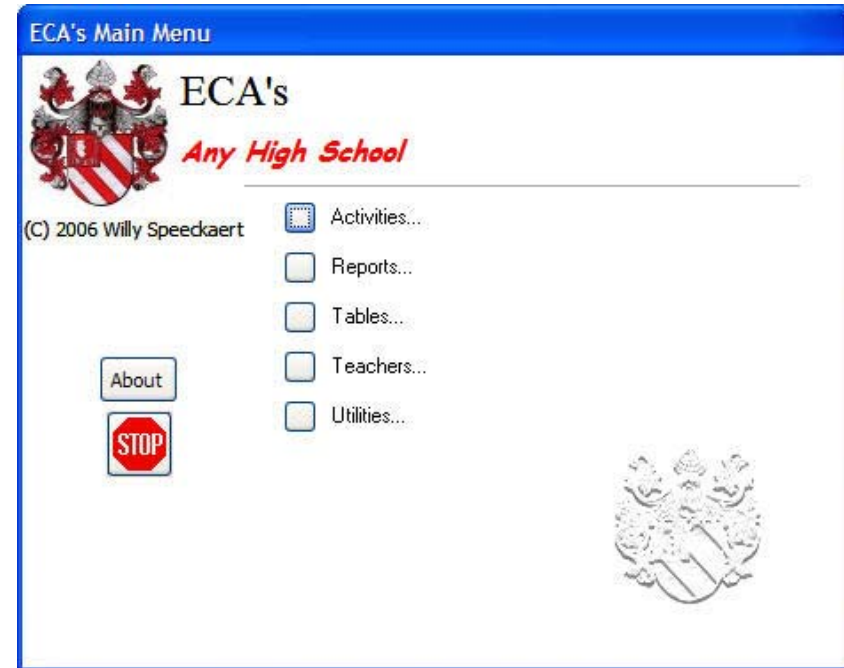 ECA's Main Menu
ECA's
Any High School
(C) 2006 Willy Speeckaert
Activities...
Reports...
Tables...
Teachers...
Utilities...
About
STOP